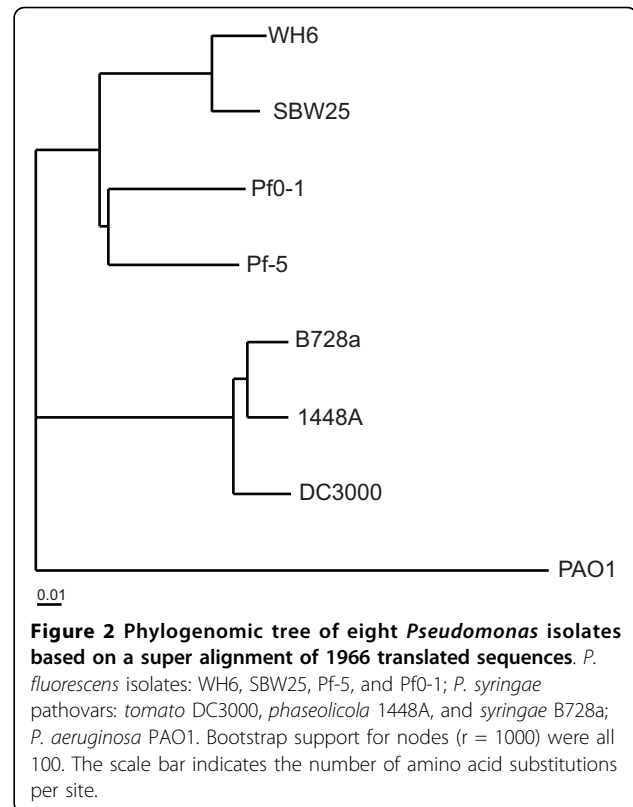 WH6
SBW25
Pf0-1
Pf-5
B728a
1448A
DC3000
PAO1
0.01
Figure 2 Phylogenomic tree of eight Pseudomonas isolates
based on a super alignment of 1966 translated sequences. P.
fluorescens isolates: WH6, SBW25, Pf-5, and Pf0-1; P. syringae
pathovars: tomato DC3000, phaseolicola 1448A, and syringae B728a;
P. aeruginosa PAO1. Bootstrap support for nodes (r = 1000) were all
100. The scale bar indicates the number of amino acid substitutions
per site.